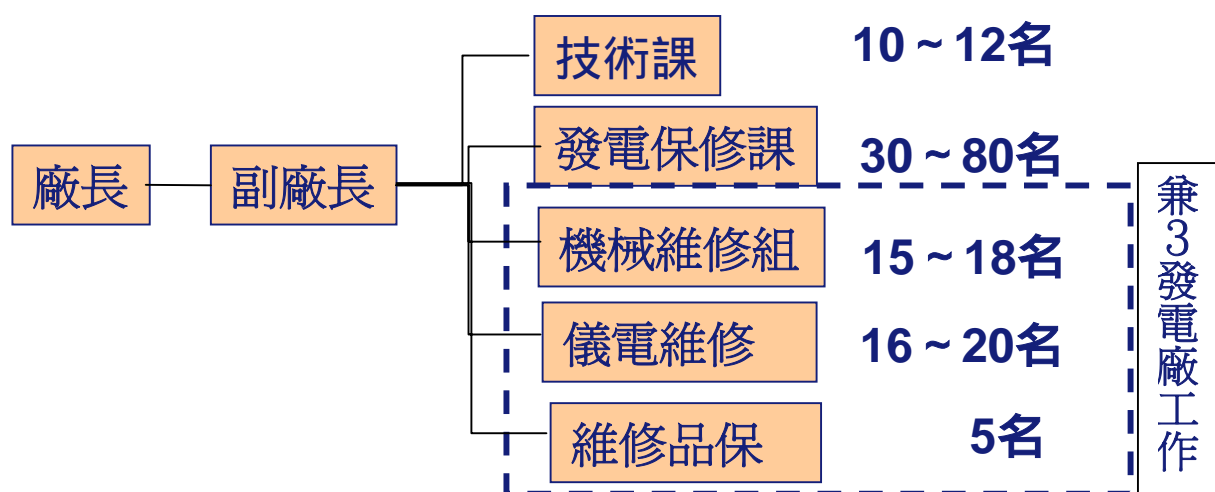 廠長
副廠長
技術課
10 ~ 12名
發電保修課
30 ~ 80名
機械維修組
15 ~ 18名
儀電維修
16 ~ 20名
維修品保
5名
兼3發電廠工作